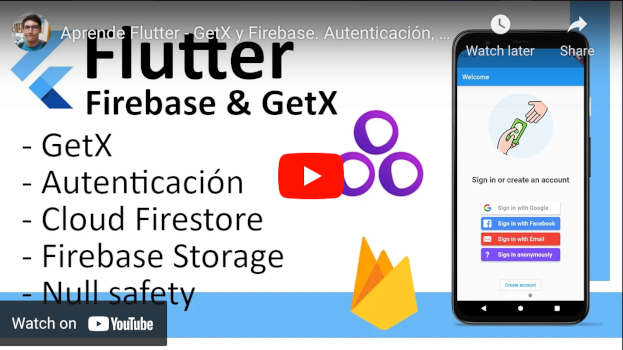 Aprende Flutter - GetX y Firebase. Autenticación, ...
Watch later
Share
Flutter
Firebase & GetX
- GetX
- Autenticación
- Cloud Firestore
- Firebase Storage
- Null safety
Welcome
Sign in or create an account
G Sign in with Google
f Sign in with Facebook
Sign in with Email
? Sign in anonymously
Create account
Watch on YouTube